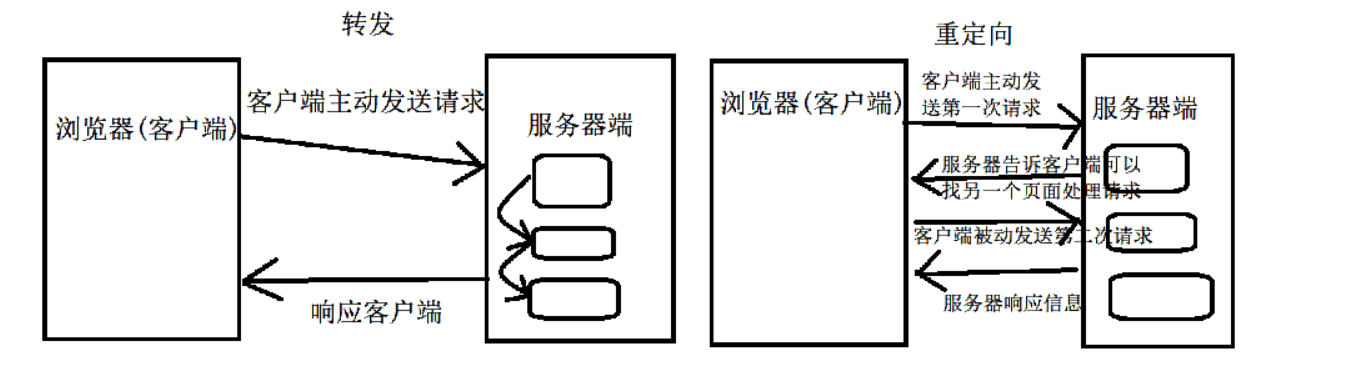 转发
浏览器(客户端)
客户端主动发送请求
服务器端
响应客户端
重定向
浏览器(客户端)
客户端主动发
送第一次请求
服务器端
服务器告诉客户端可以
找另一个页面处理请求
客户端被动发送第二次请求
服务器响应信息